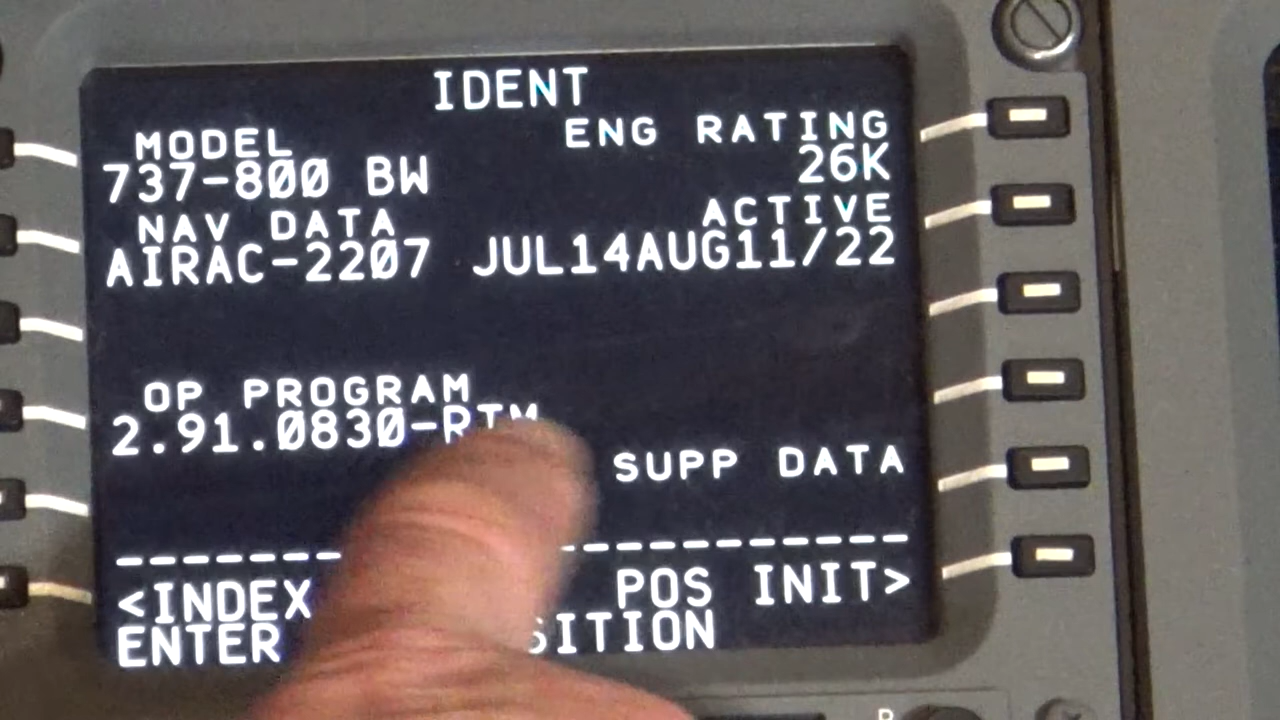 IDENT
MODEL ENG RATING
737-800 BW 26K
NAV DATA ACTIVE
AIRAC-2207 JUL14AUG11/22
OP PROGRAM
2.91.0830-RTM
SUPP DATA
<INDEX POS INIT>
ENTER SITION